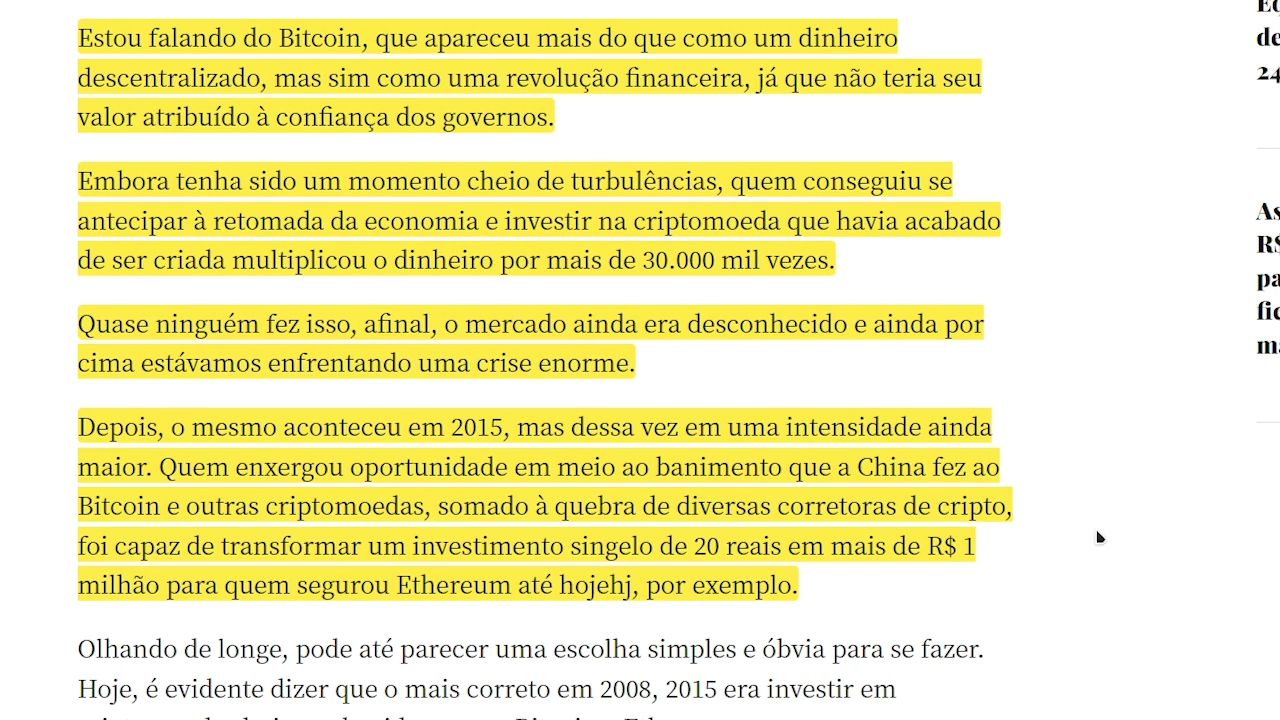 Estou falando do Bitcoin, que apareceu mais do que como um dinheiro
descentralizado, mas sim como uma revolução financeira, já que não teria seu
valor atribuído à confiança dos governos.
Embora tenha sido um momento cheio de turbulências, quem conseguiu se
antecipar à retomada da economia e investir na criptomoeda que havia acabado
de ser criada multiplicou o dinheiro por mais de 30.000 mil vezes.
Quase ninguém fez isso, afinal, o mercado ainda era desconhecido e ainda por
cima estávamos enfrentando uma crise enorme.
Depois, o mesmo aconteceu em 2015, mas dessa vez em uma intensidade ainda
maior. Quem enxergou oportunidade em meio ao banimento que a China fez ao
Bitcoin e outras criptomoedas, somado à quebra de diversas corretoras de cripto,
foi capaz de transformar um investimento singelo de 20 reais em mais de R$ 1
milhão para quem segurou Ethereum até hojehj, por exemplo.
Olhando de longe, pode até parecer uma escolha simples e óbvia para se fazer.
Hoje, é evidente dizer que o mais correto em 2008, 2015 era investir em
de
24
As
R$
pa
fic
ma